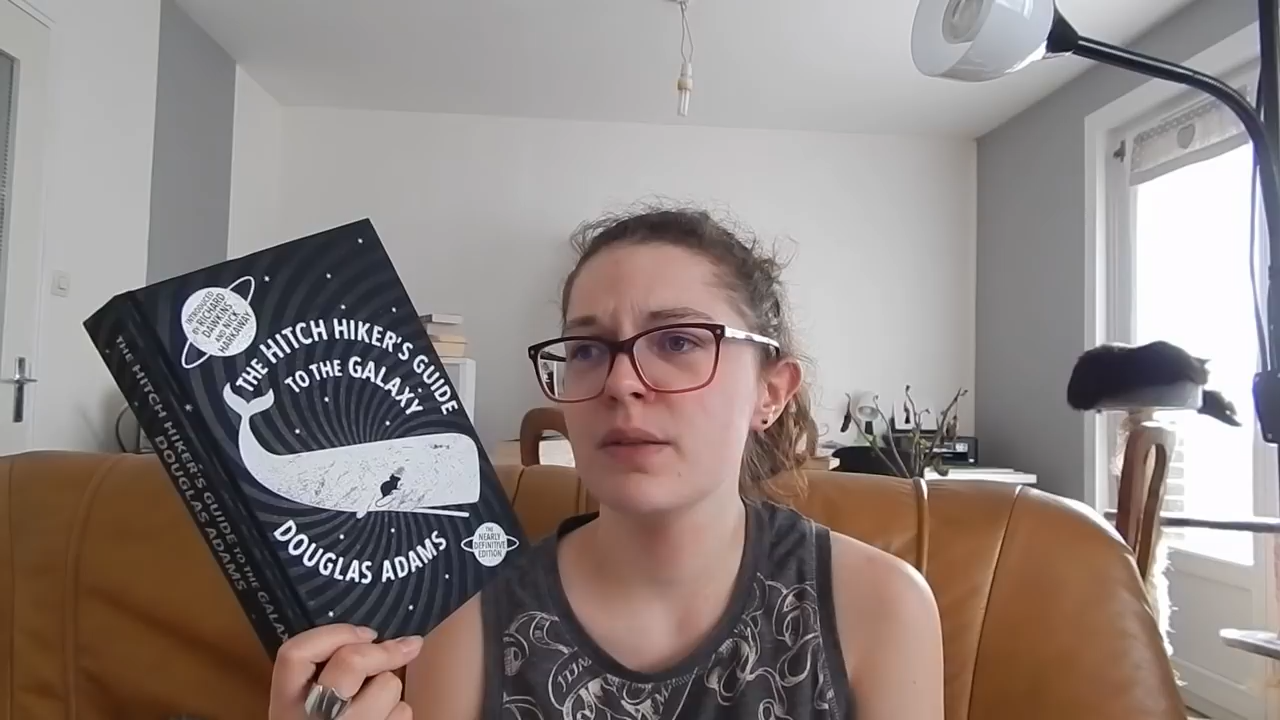 INTRODUCED
BY RICHARD
DAWKINS
AND NICK
HARKAWAY
THE HITCH HIKER'S GUIDE
TO THE GALAXY
DOUGLAS ADAMS
THE
NEARLY
DEFINITIVE
EDITION
THE HITCH HIKER'S GUIDE TO THE GALAX
DOUGLAS ADAMS